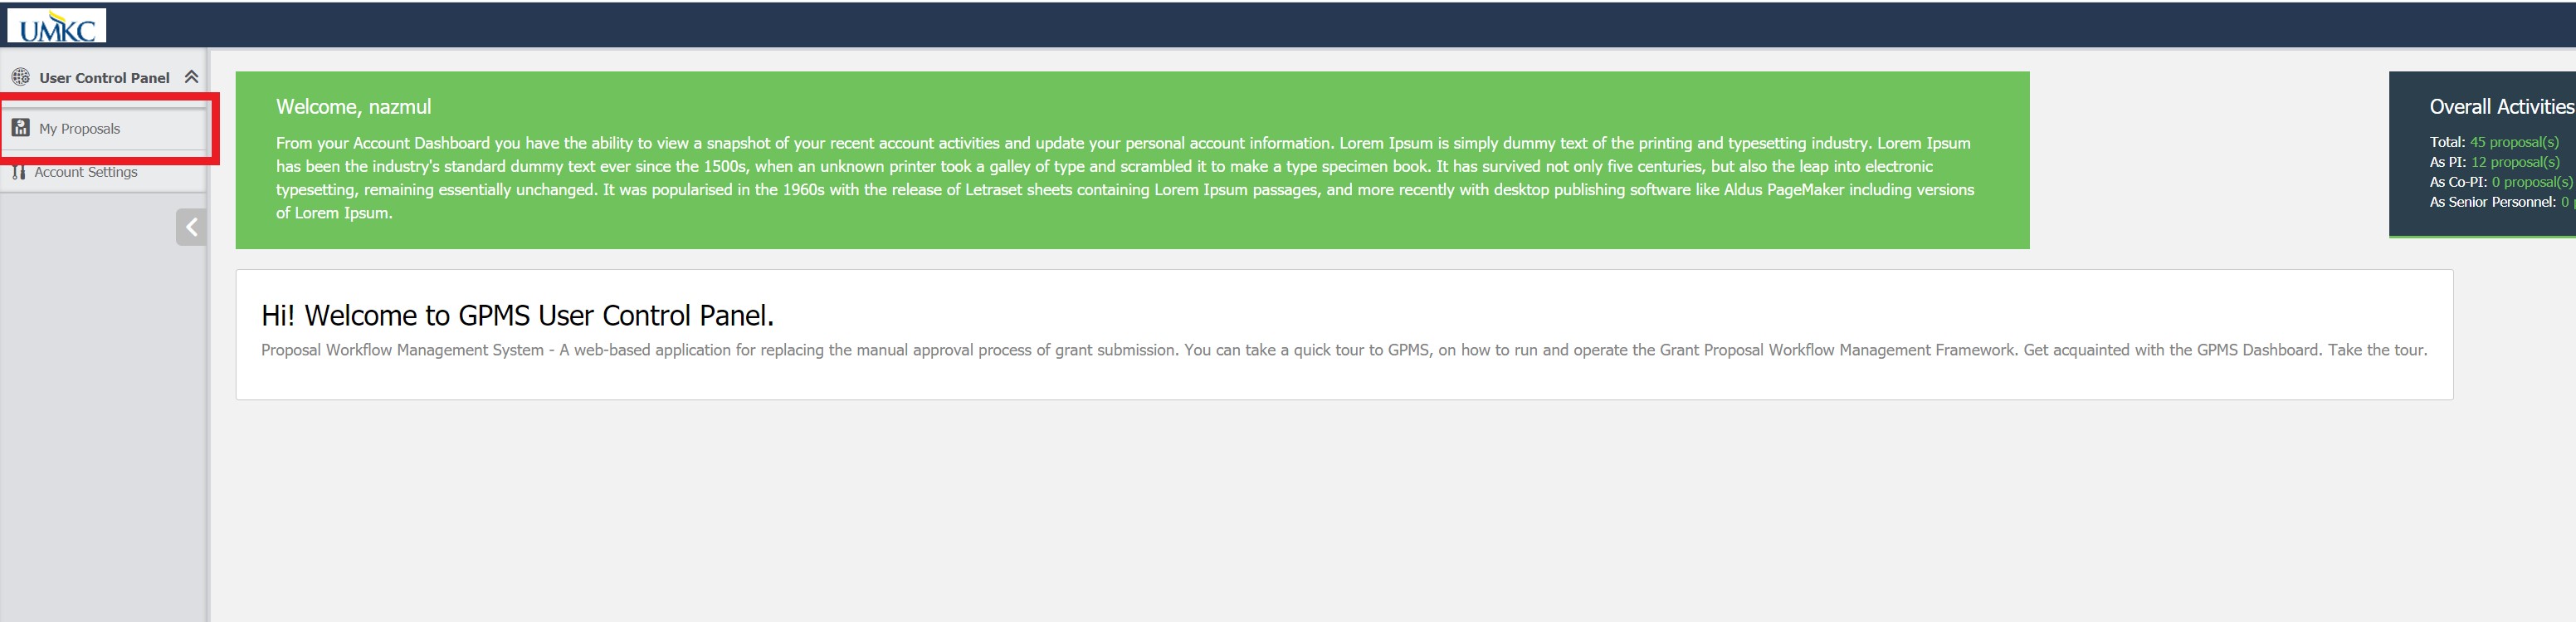 UMKC
User Control Panel
My Proposals
Account Settings
Welcome, nazmul
From your Account Dashboard you have the ability to view a snapshot of your recent account activities and update your personal account information. Lorem Ipsum is simply dummy text of the printing and typesetting industry. Lorem Ipsum
has been the industry's standard dummy text ever since the 1500s, when an unknown printer took a galley of type and scrambled it to make a type specimen book. It has survived not only five centuries, but also the leap into electronic
typesetting, remaining essentially unchanged. It was popularised in the 1960s with the release of Letraset sheets containing Lorem Ipsum passages, and more recently with desktop publishing software like Aldus PageMaker including versions
of Lorem Ipsum.
Overall Activities
Total: 45 proposal(s)
As PI: 12 proposal(s)
As Co-PI: 0 proposal(s)
As Senior Personnel: 0
Hi! Welcome to GPMS User Control Panel.
Proposal Workflow Management System - A web-based application for replacing the manual approval process of grant submission. You can take a quick tour to GPMS, on how to run and operate the Grant Proposal Workflow Management Framework. Get acquainted with the GPMS Dashboard. Take the tour.